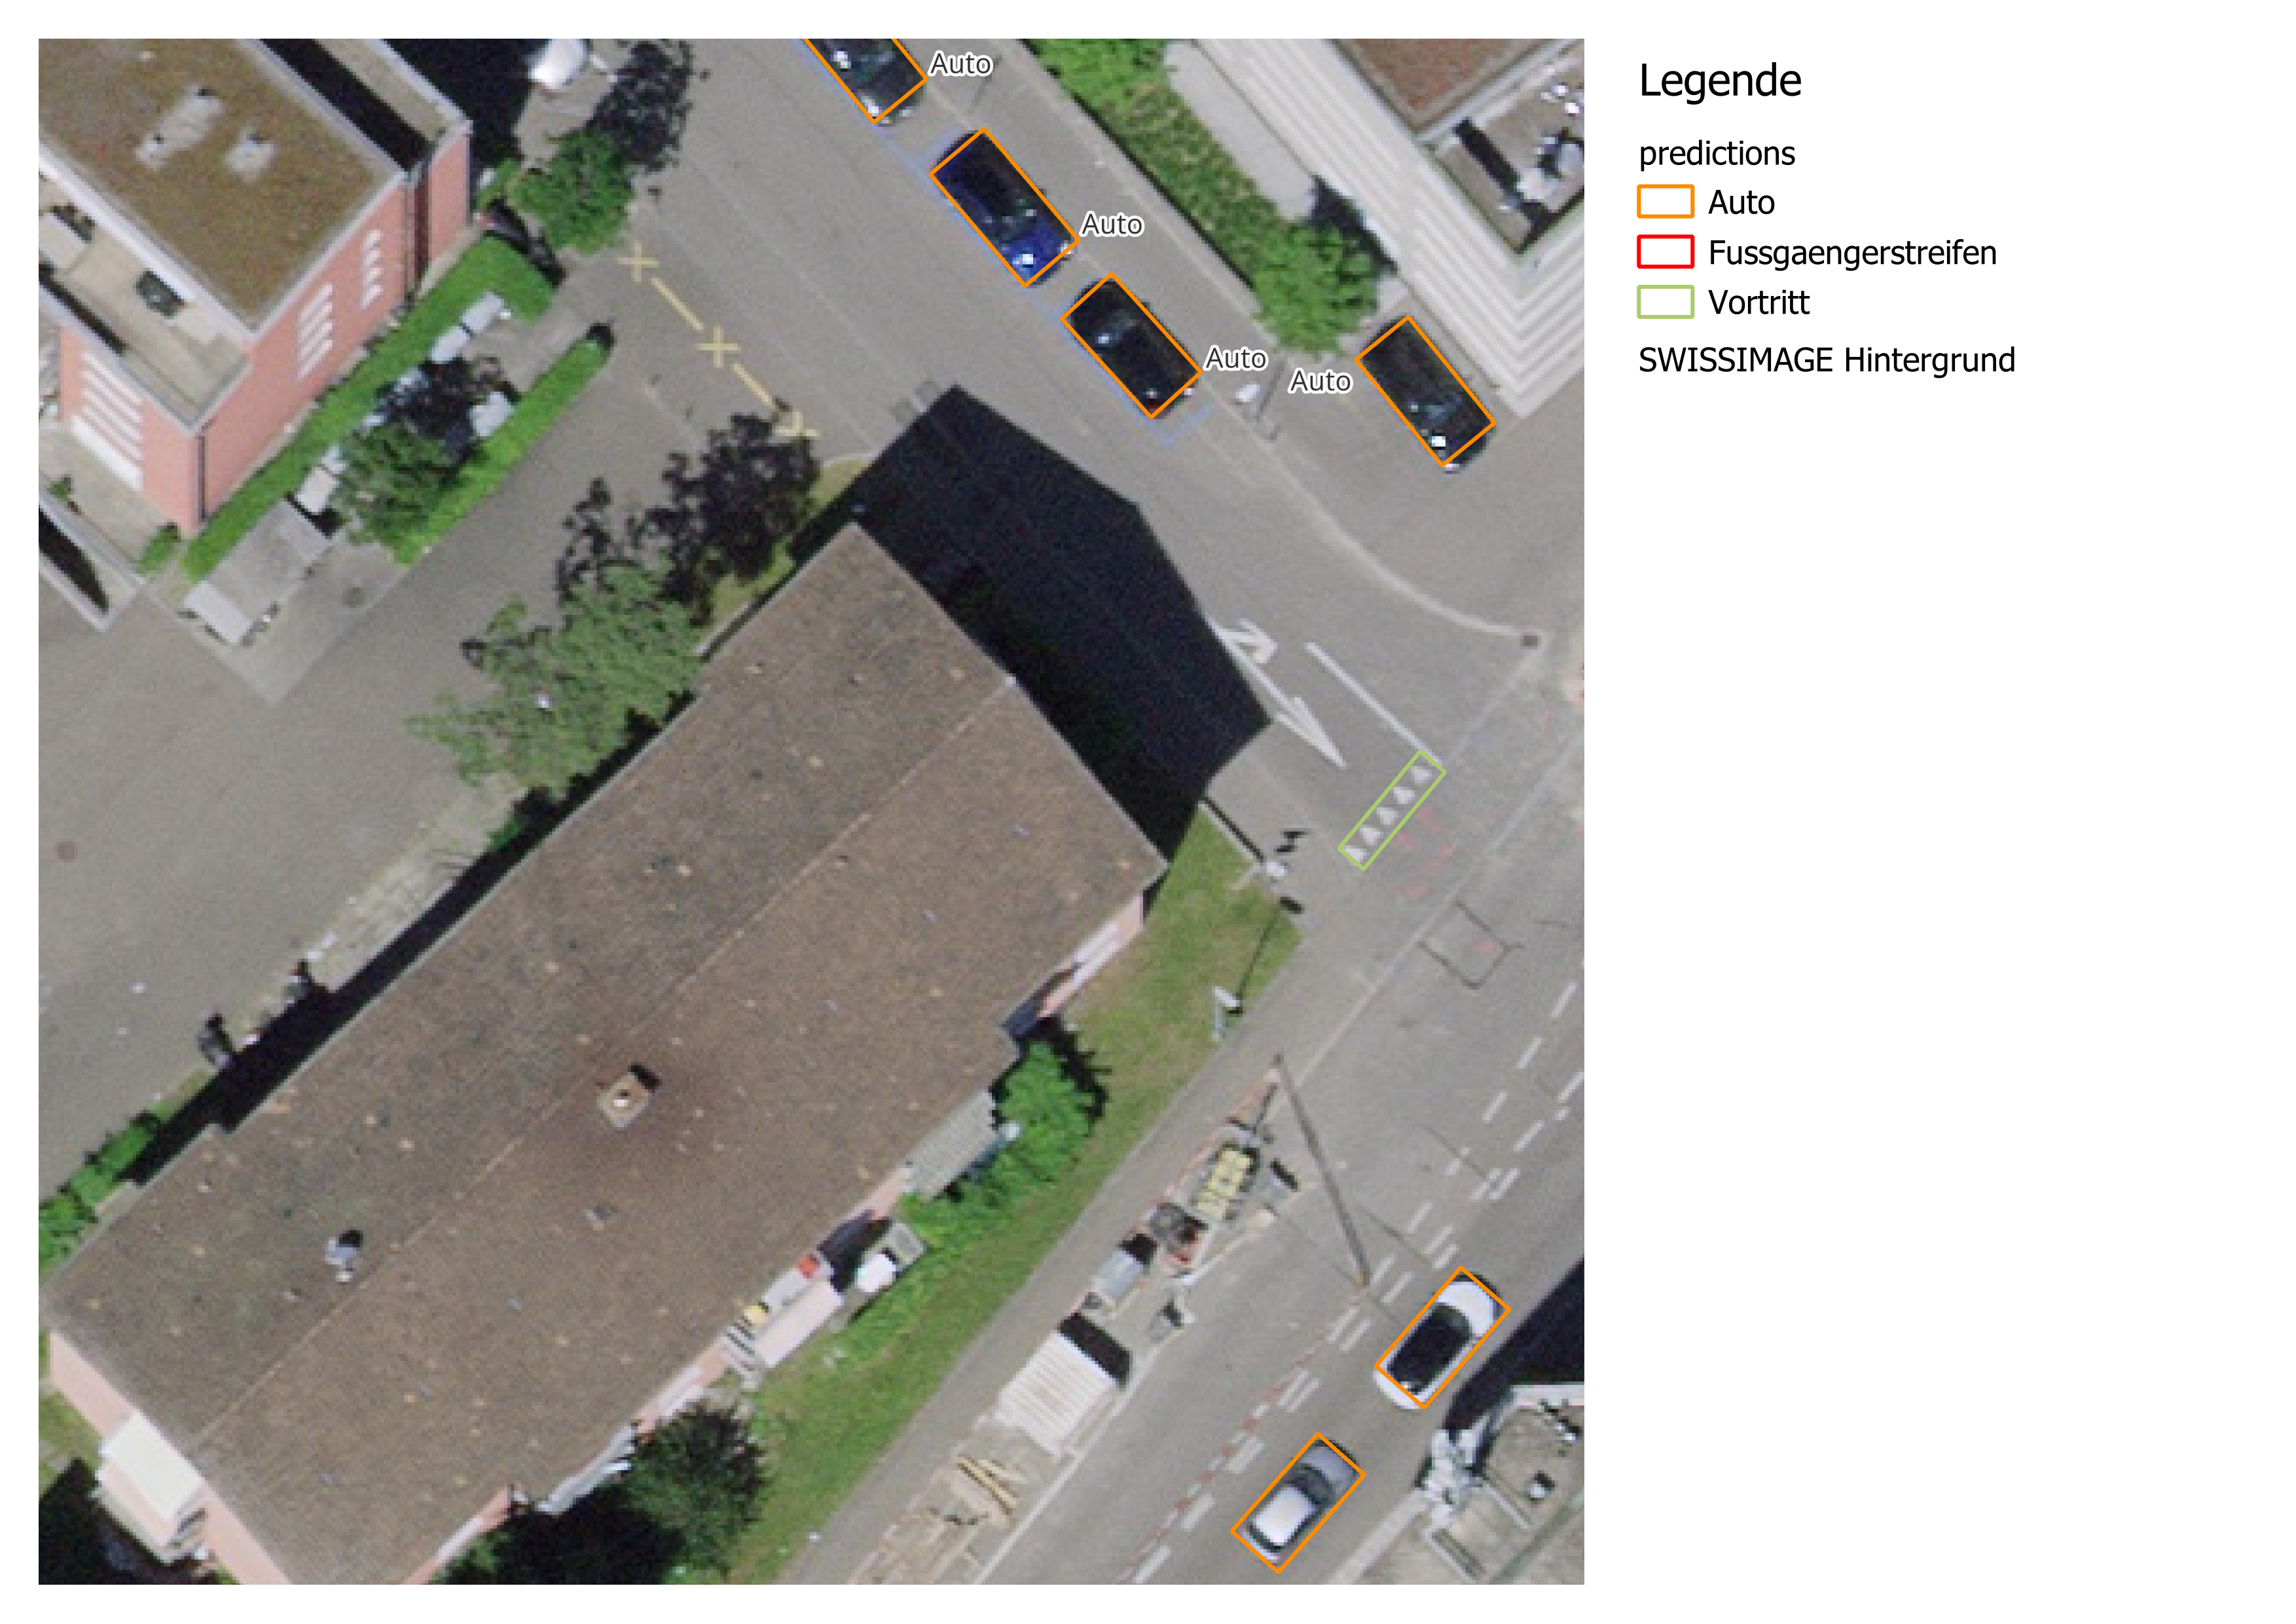 Auto
Auto
Auto
Auto
Legende
predictions
Auto
Fussgaengerstreifen
Vortritt
SWISSIMAGE Hintergrund